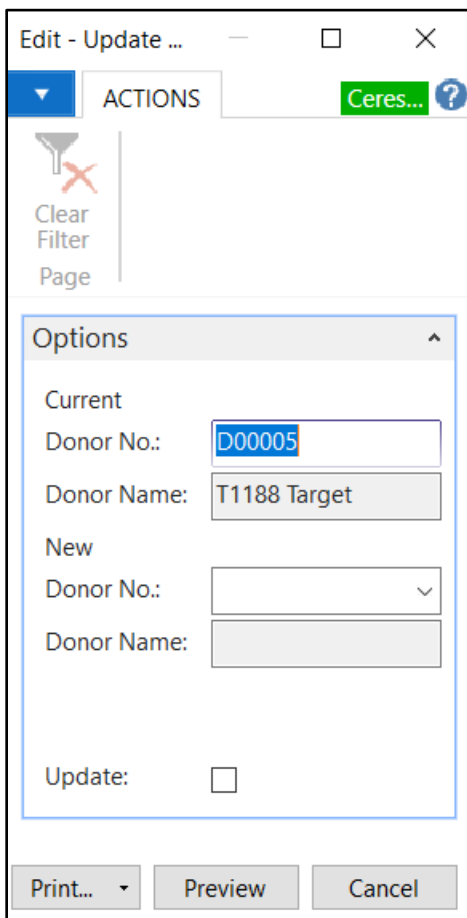 Edit - Update ...
ACTIONS
Ceres...
?
Clear
Filter
Page
Options
Current
Donor No.: D00005
Donor Name: T1188 Target
New
Donor No.:
Donor Name:
Update:
Print... Preview Cancel